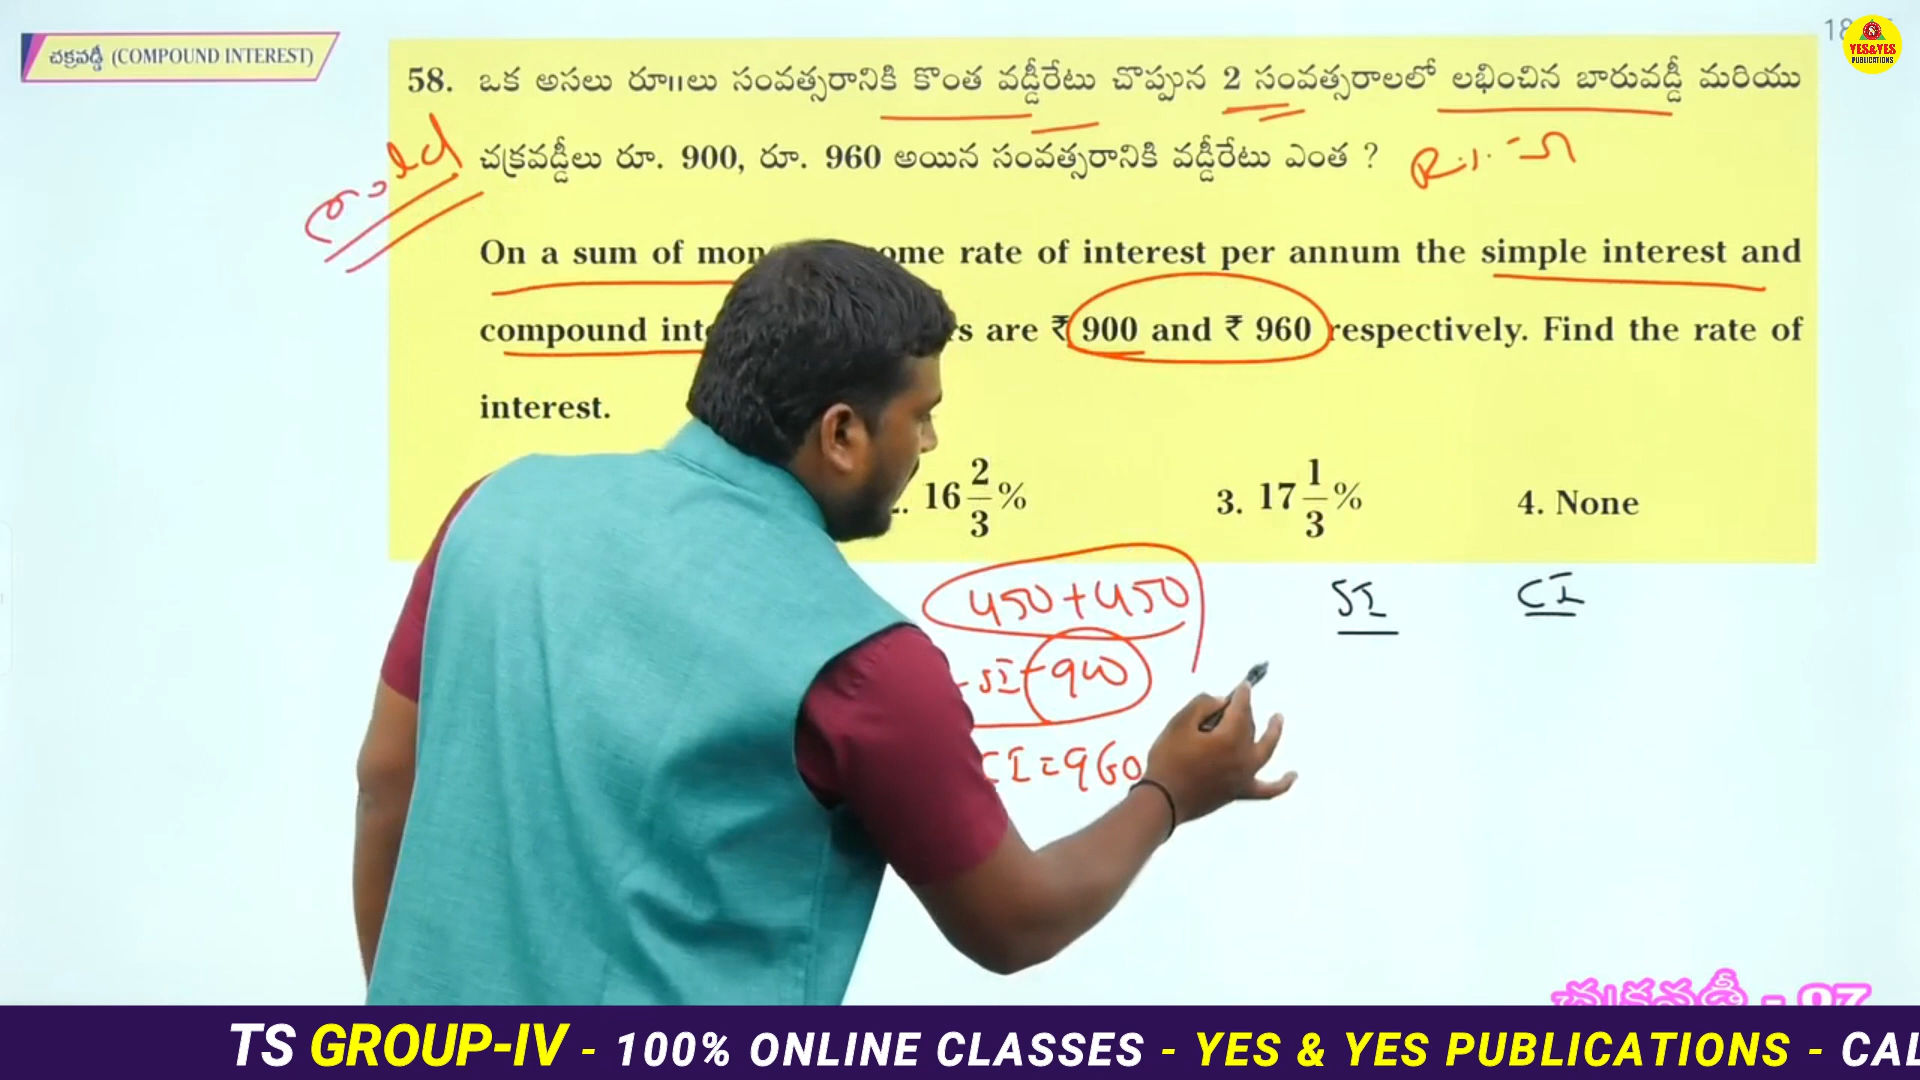 చక్రవడ్డీ (COMPOUND INTEREST)
YES&YES
PUBLICATIONS
58. ఒక అసలు రూ॥లు సంవత్సరానికి కొంత వడ్డీరేటు చొప్పున 2 సంవత్సరాలలో లభించిన బారువడ్డీ మరియు
చక్రవడ్డీలు రూ. 900, రూ. 960 అయిన సంవత్సరానికి వడ్డీరేటు ఎంత ?
On a sum of ome rate of interest per annum the simple interest and
compound s are ₹ 900 and ₹ 960 respectively. Find the rate of
interest.
16 2/3 %
3. 17 1/3 %
4. None
450+450
SI
CI
SI
CI=960
TS GROUP-IV - 100% ONLINE CLASSES - YES & YES PUBLICATIONS - CAL